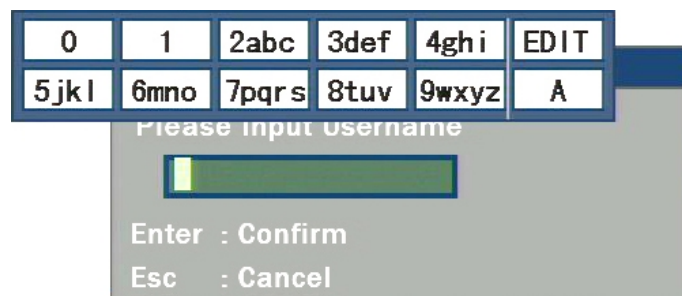 0 1 2abc 3def 4ghi EDIT
5jkl 6mno 7pqrs 8tuv 9wxyz A
Please Input Username
Enter : Confirm
Esc : Cancel